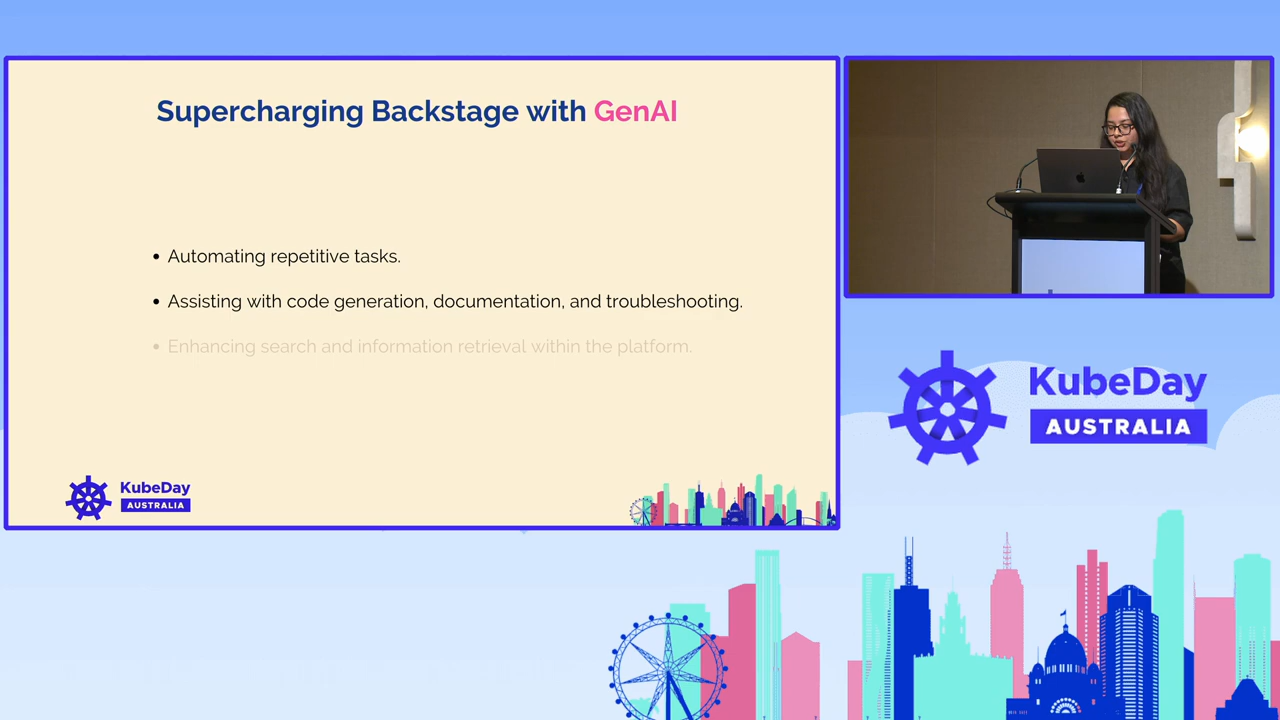 Supercharging Backstage with GenAI
• Automating repetitive tasks.
• Assisting with code generation, documentation, and troubleshooting.
• Enhancing search and information retrieval within the platform.
KubeDay
AUSTRALIA
KubeDay
AUSTRALIA